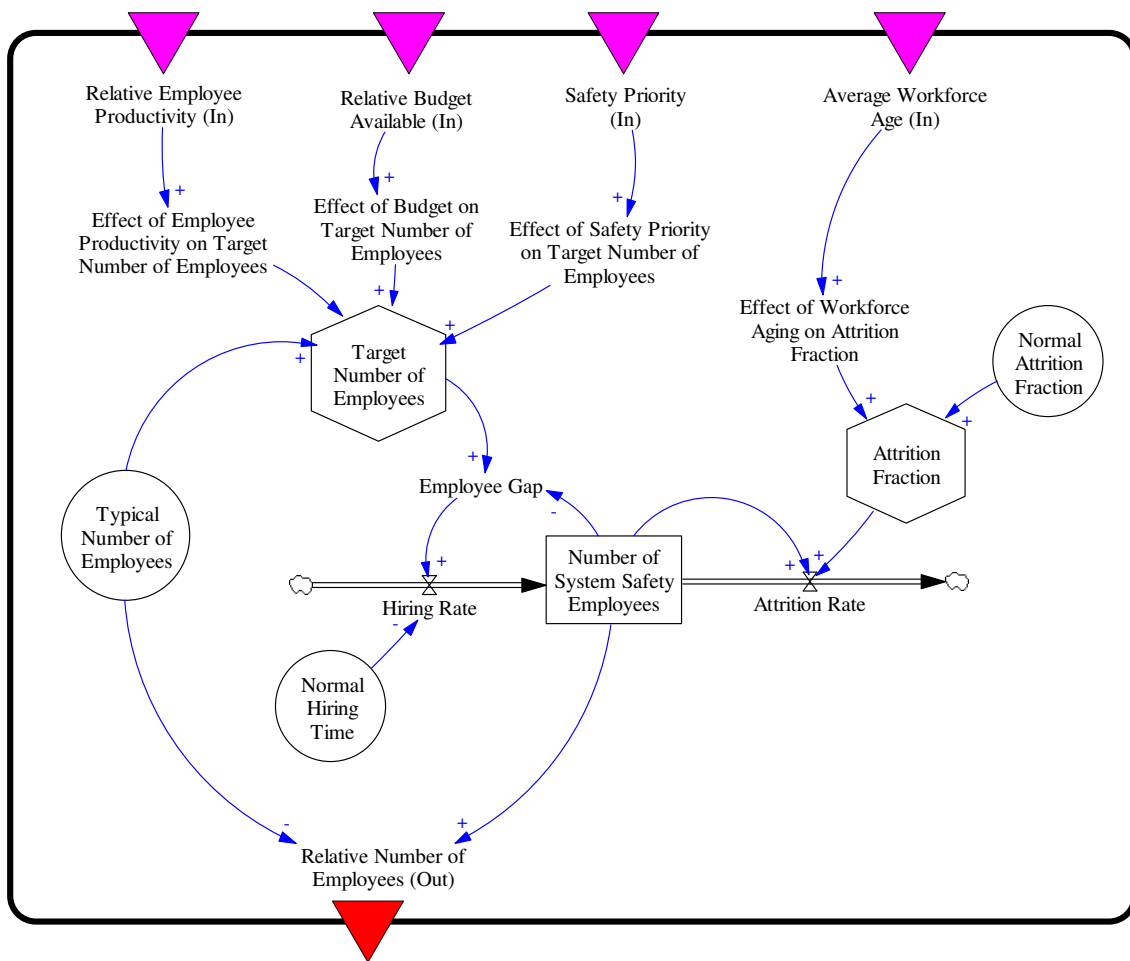 Relative Employee
Productivity (In)
Relative Budget
Available (In)
Safety Priority
(In)
Average Workforce
Age (In)
+
+
+
Effect of Employee
Productivity on Target
Number of Employees
Effect of Budget on
Target Number of
Employees
Effect of Safety Priority
on Target Number of
Employees
+
Effect of Workforce
Aging on Attrition
Fraction
Normal
Attrition
Fraction
+
+
+
Target
Number of
Employees
+
+
Attrition
Fraction
+
Employee Gap
-
Typical
Number of
Employees
+
Hiring Rate
-
Number of
System Safety
Employees
+
+
Attrition Rate
Normal
Hiring
Time
-
+
Relative Number of
Employees (Out)